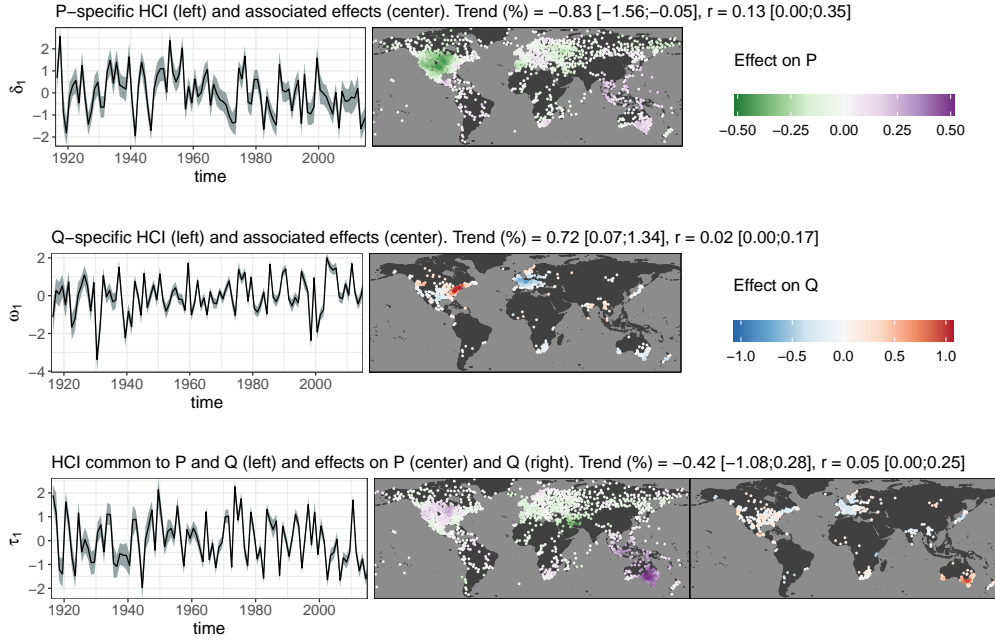 P−specific HCI (left) and associated effects (center). Trend (%) = −0.83 [−1.56;−0.05], r = 0.13 [0.00;0.35]
δ1
2
1
0
−1
−2
1920 1940 1960 1980 2000
time
Effect on P
−0.50 −0.25 0.00 0.25 0.50
Q−specific HCI (left) and associated effects (center). Trend (%) = 0.72 [0.07;1.34], r = 0.02 [0.00;0.17]
ω1
2
0
−2
−4
1920 1940 1960 1980 2000
time
Effect on Q
−1.0 −0.5 0.0 0.5 1.0
HCI common to P and Q (left) and effects on P (center) and Q (right). Trend (%) = −0.42 [−1.08;0.28], r = 0.05 [0.00;0.25]
τ1
2
1
0
−1
−2
1920 1940 1960 1980 2000
time